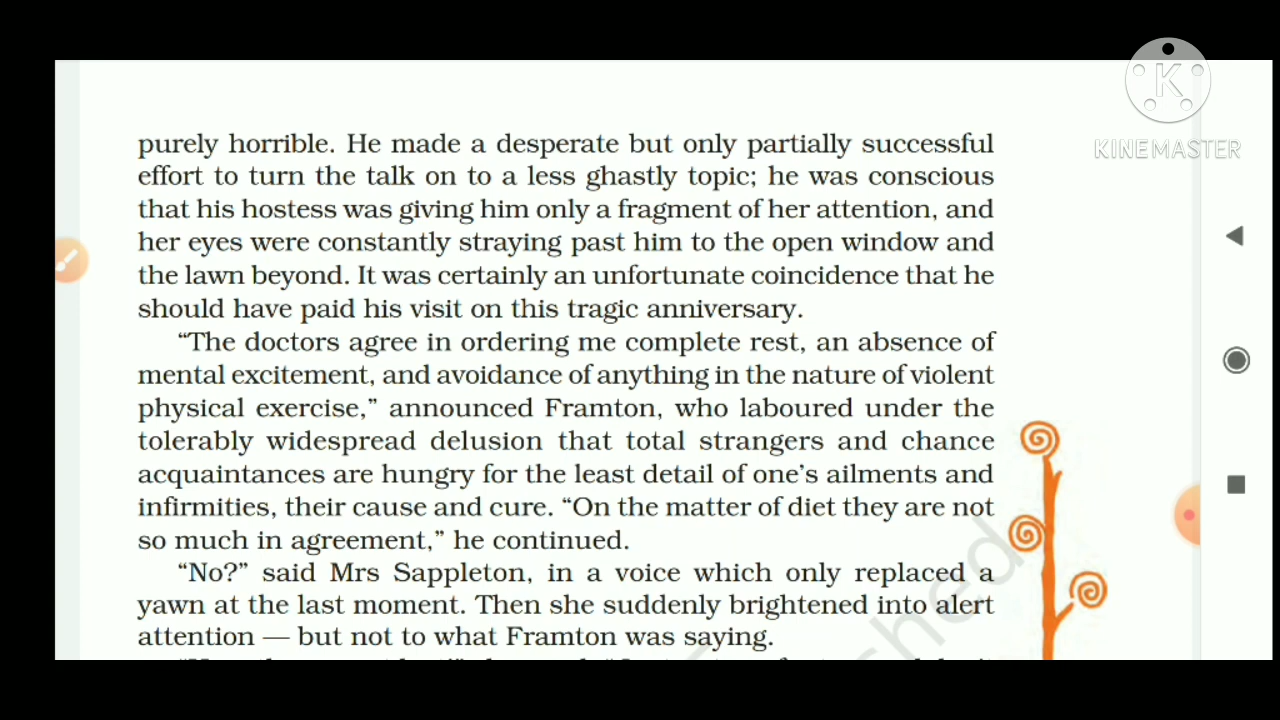 KINEMASTER
purely horrible. He made a desperate but only partially successful
effort to turn the talk on to a less ghastly topic; he was conscious
that his hostess was giving him only a fragment of her attention, and
her eyes were constantly straying past him to the open window and
the lawn beyond. It was certainly an unfortunate coincidence that he
should have paid his visit on this tragic anniversary.
“The doctors agree in ordering me complete rest, an absence of
mental excitement, and avoidance of anything in the nature of violent
physical exercise,” announced Framton, who laboured under the
tolerably widespread delusion that total strangers and chance
acquaintances are hungry for the least detail of one’s ailments and
infirmities, their cause and cure. “On the matter of diet they are not
so much in agreement,” he continued.
“No?” said Mrs Sappleton, in a voice which only replaced a
yawn at the last moment. Then she suddenly brightened into alert
attention — but not to what Framton was saying.